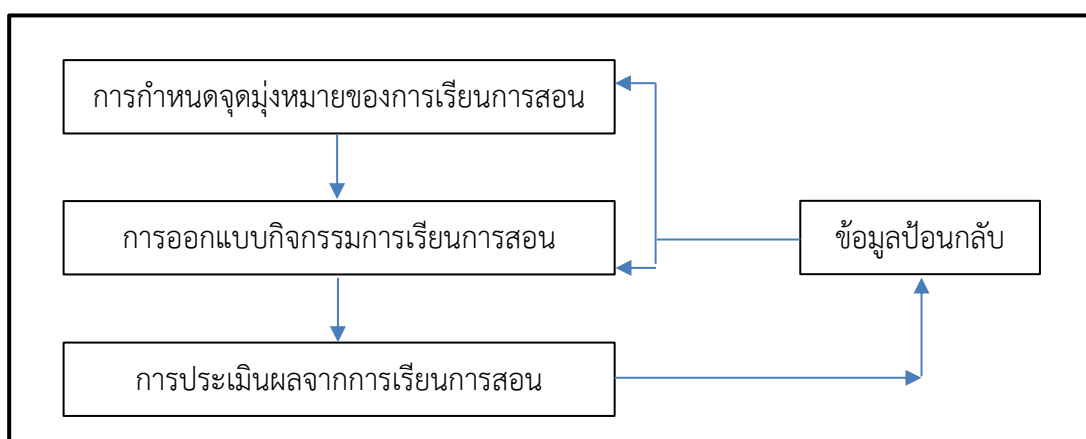 การกำหนดจุดมุ่งหมายของการเรียนการสอน
การออกแบบกิจกรรมการเรียนการสอน
ข้อมูลป้อนกลับ
การประเมินผลจากการเรียนการสอน